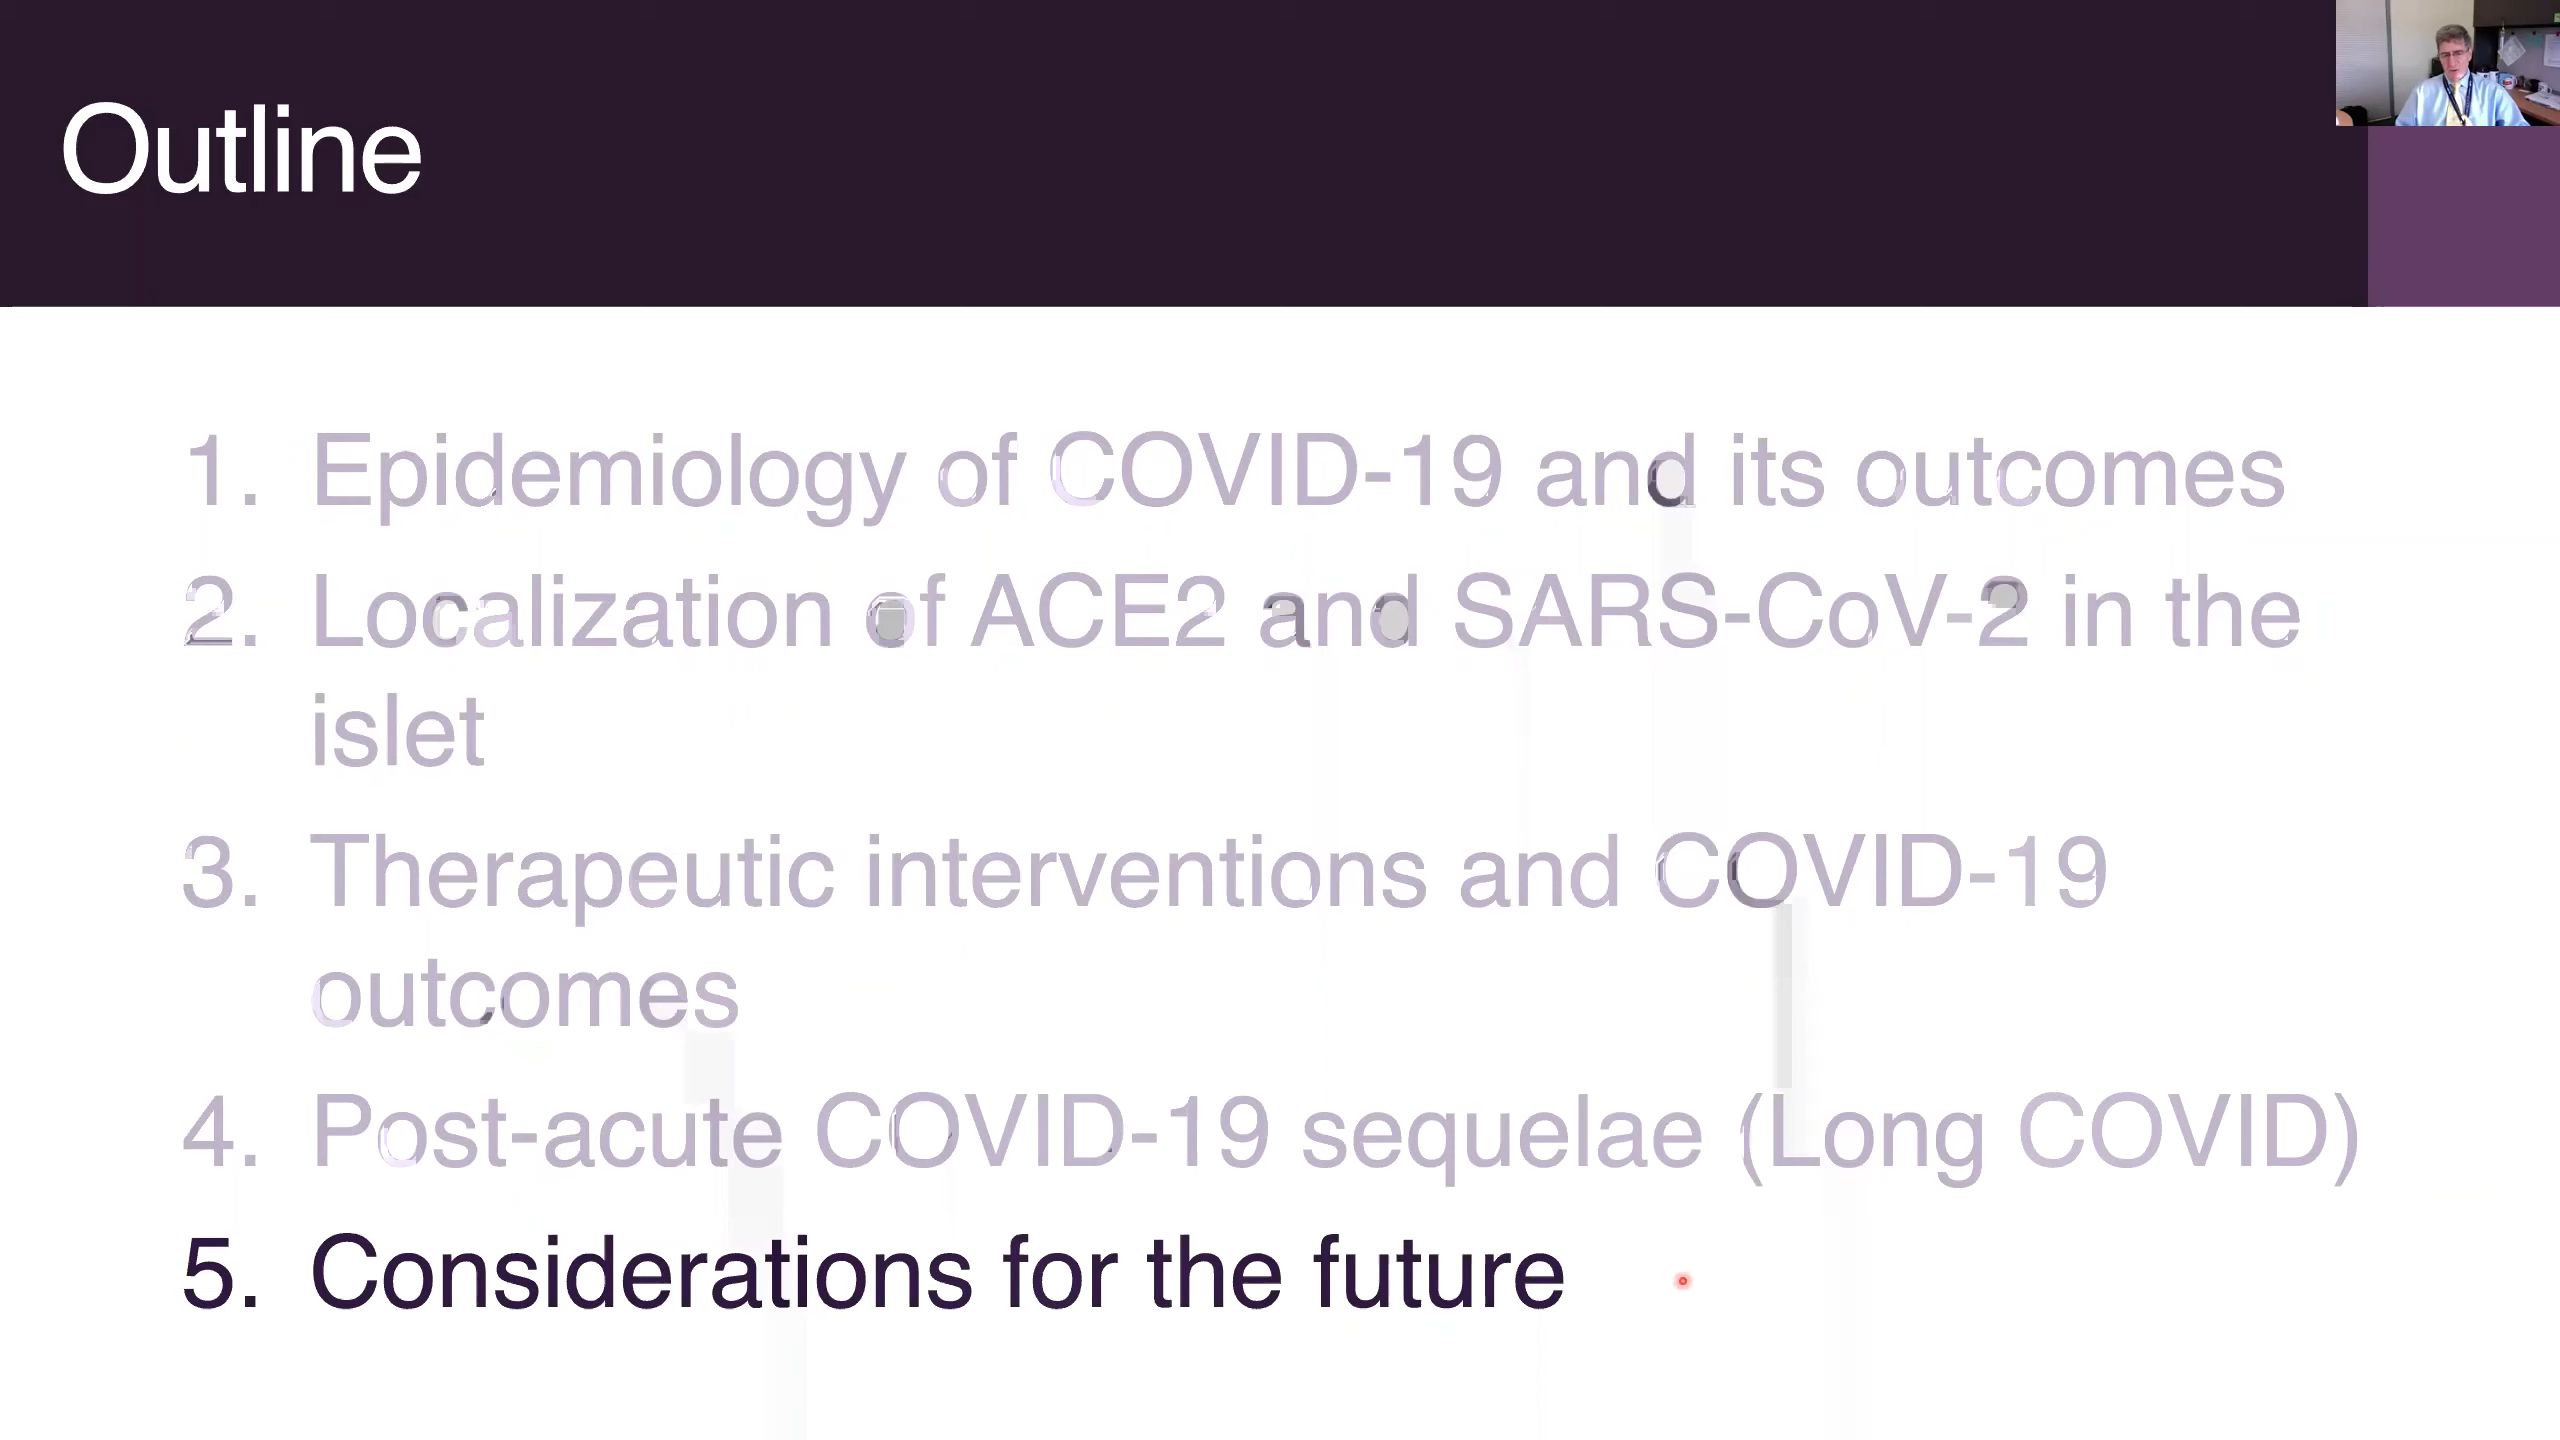 Outline
1. Epidemiology of COVID-19 and its outcomes
2. Localization of ACE2 and SARS-CoV-2 in the
islet
3. Therapeutic interventions and COVID-19
outcomes
4. Post-acute COVID-19 sequelae (Long COVID)
5. Considerations for the future